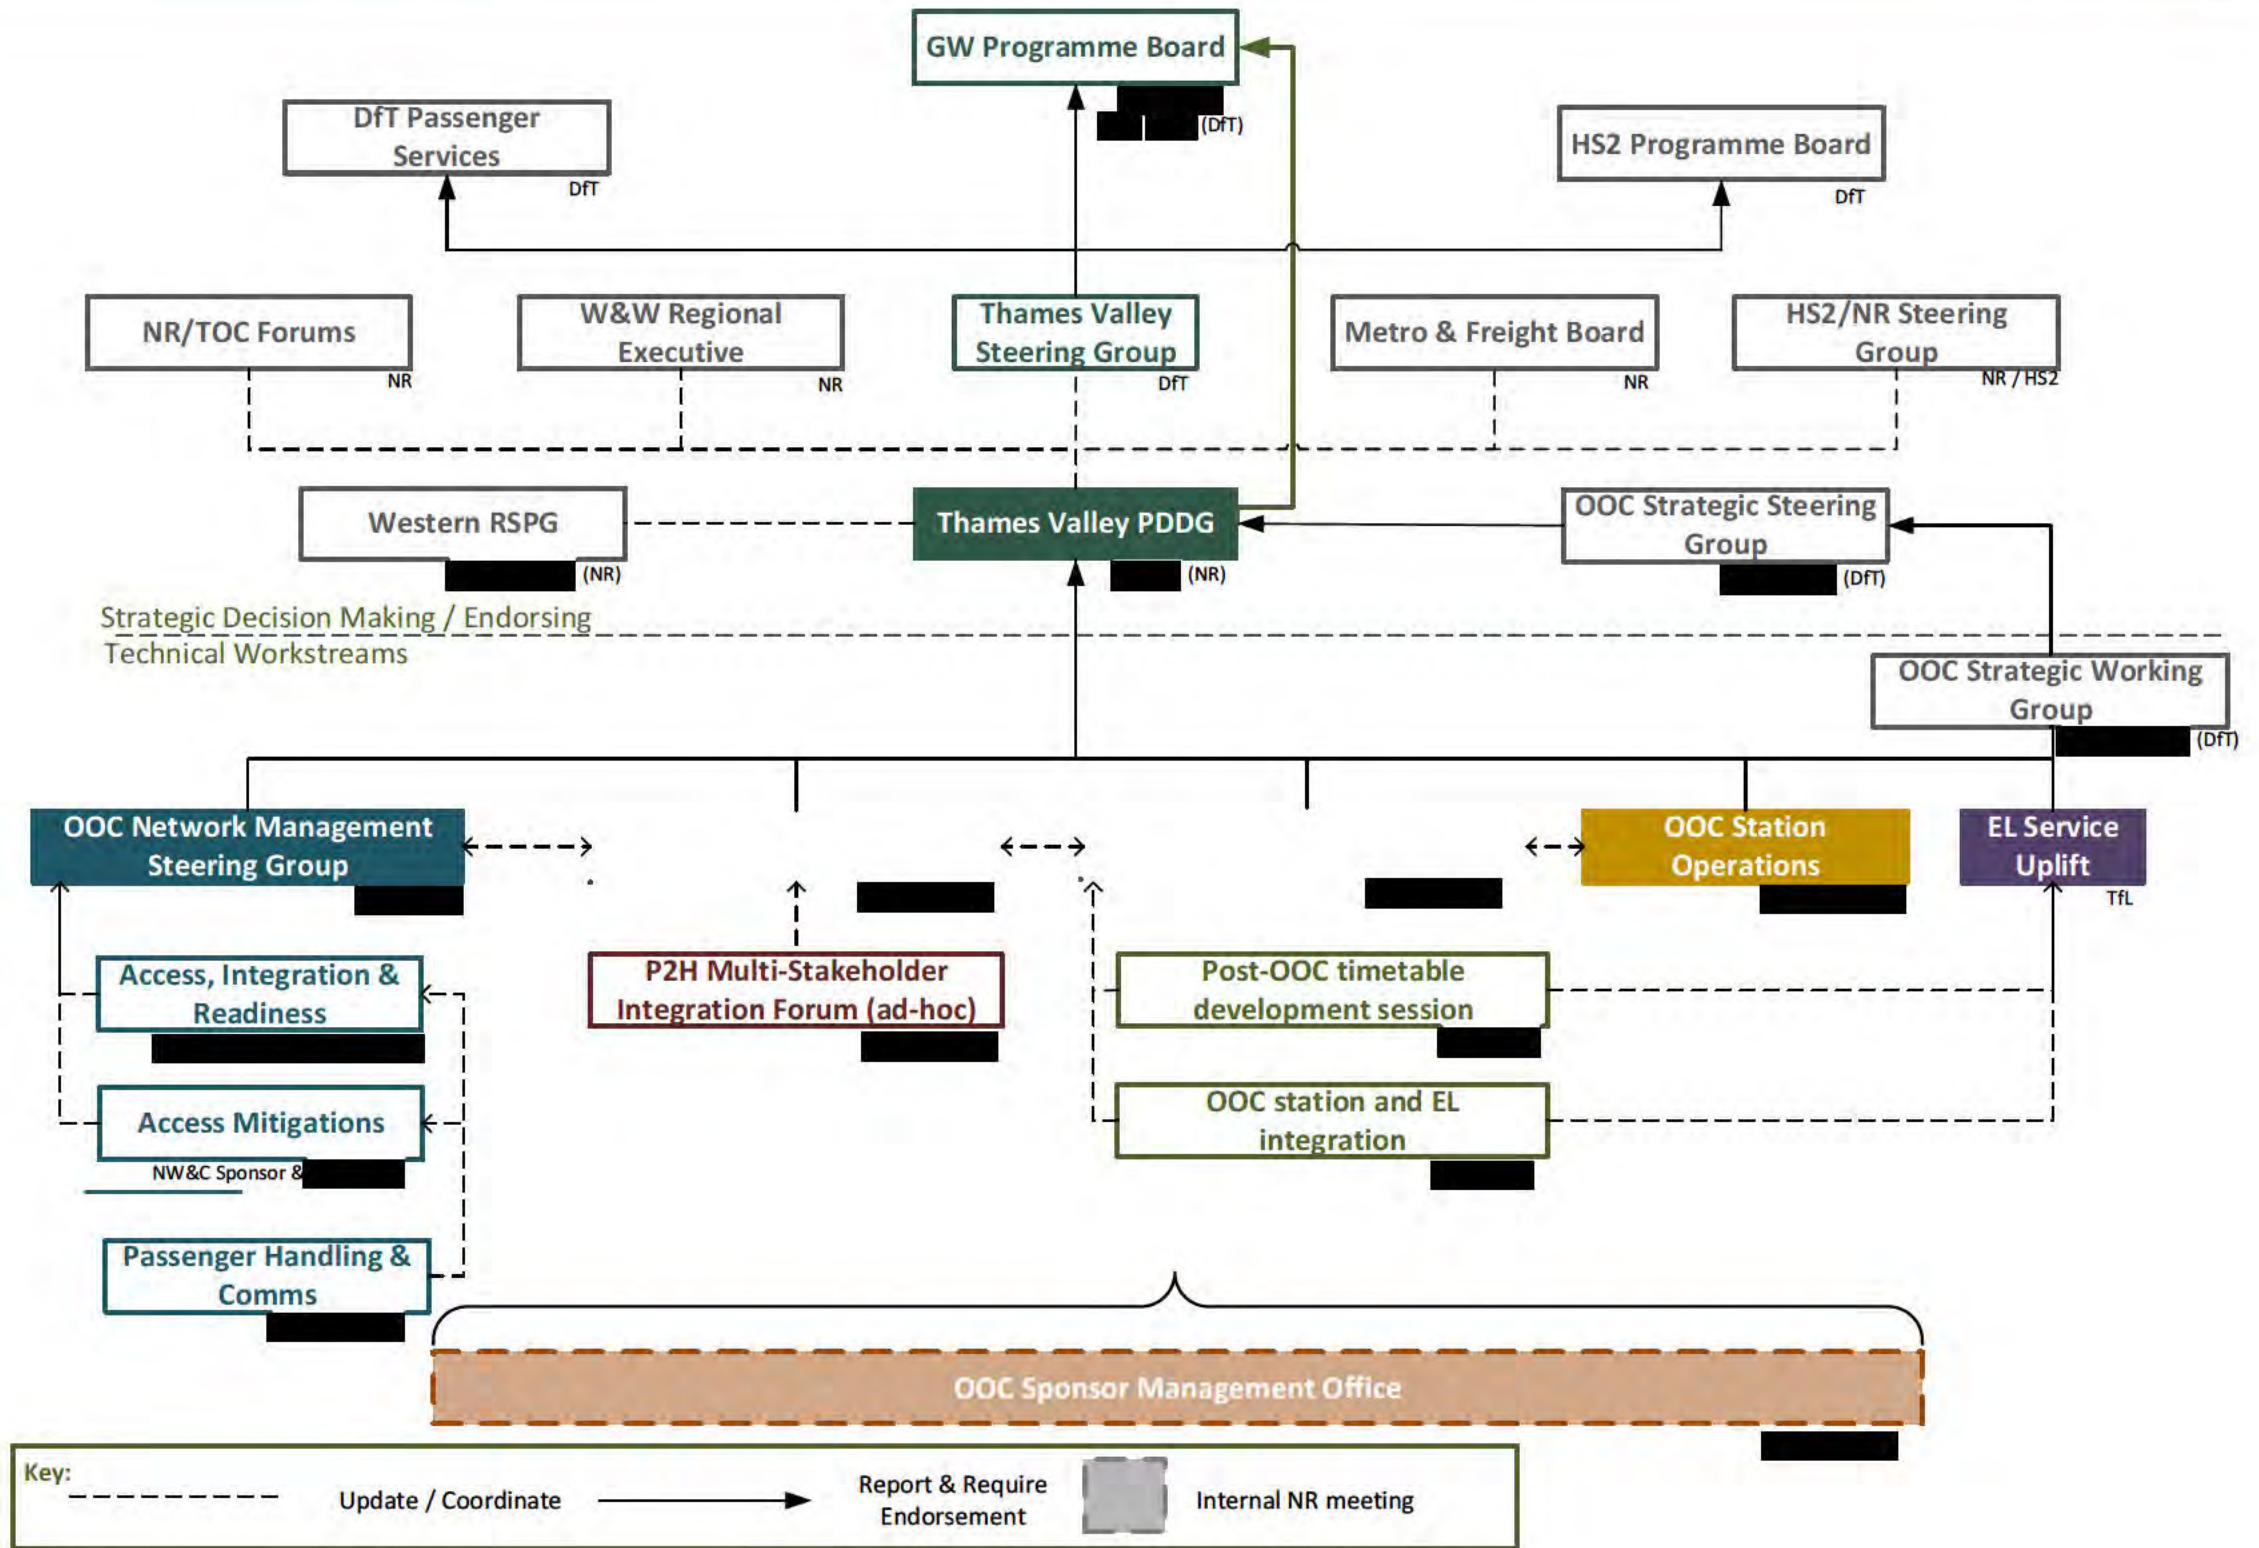 GW Programme Board
(DfT)
DfT Passenger
Services
DfT
HS2 Programme Board
DfT
NR/TOC Forums
NR
W&W Regional
Executive
NR
Thames Valley
Steering Group
DfT
Metro & Freight Board
NR
HS2/NR Steering
Group
NR / HS2
Western RSPG
(NR)
Thames Valley PDDG
(NR)
OOC Strategic Steering
Group
(DfT)
Strategic Decision Making / Endorsing
Technical Workstreams
OOC Strategic Working
Group
(DfT)
OOC Network Management
Steering Group
OOC Station
Operations
EL Service
Uplift
TfL
Access, Integration &
Readiness
P2H Multi-Stakeholder
Integration Forum (ad-hoc)
Post-OOC timetable
development session
Access Mitigations
NW&C Sponsor &
OOC station and EL
integration
Passenger Handling &
Comms
OOC Sponsor Management Office
Key:
Update / Coordinate
Report & Require
Endorsement
Internal NR meeting